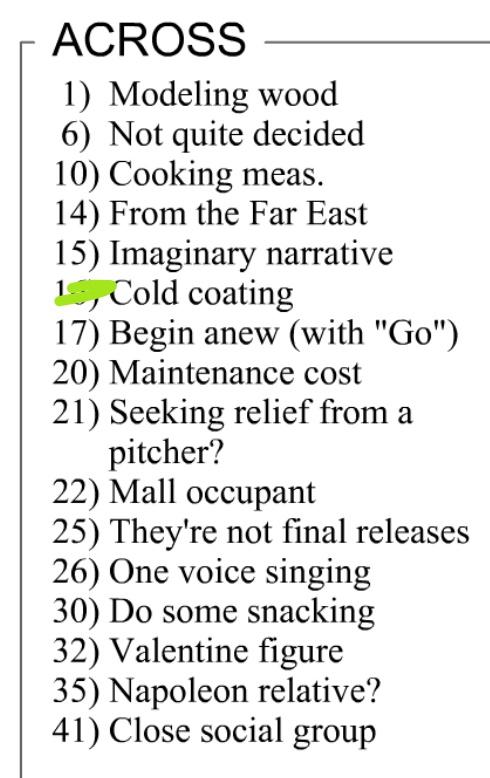 ACROSS
1) Modeling wood
6) Not quite decided
10) Cooking meas.
14) From the Far East
15) Imaginary narrative
Cold coating
17) Begin anew (with "Go")
20) Maintenance cost
21) Seeking relief from a
pitcher?
22) Mall occupant
25) They're not final releases
26) One voice singing
30) Do some snacking
32) Valentine figure
35) Napoleon relative?
41) Close social group